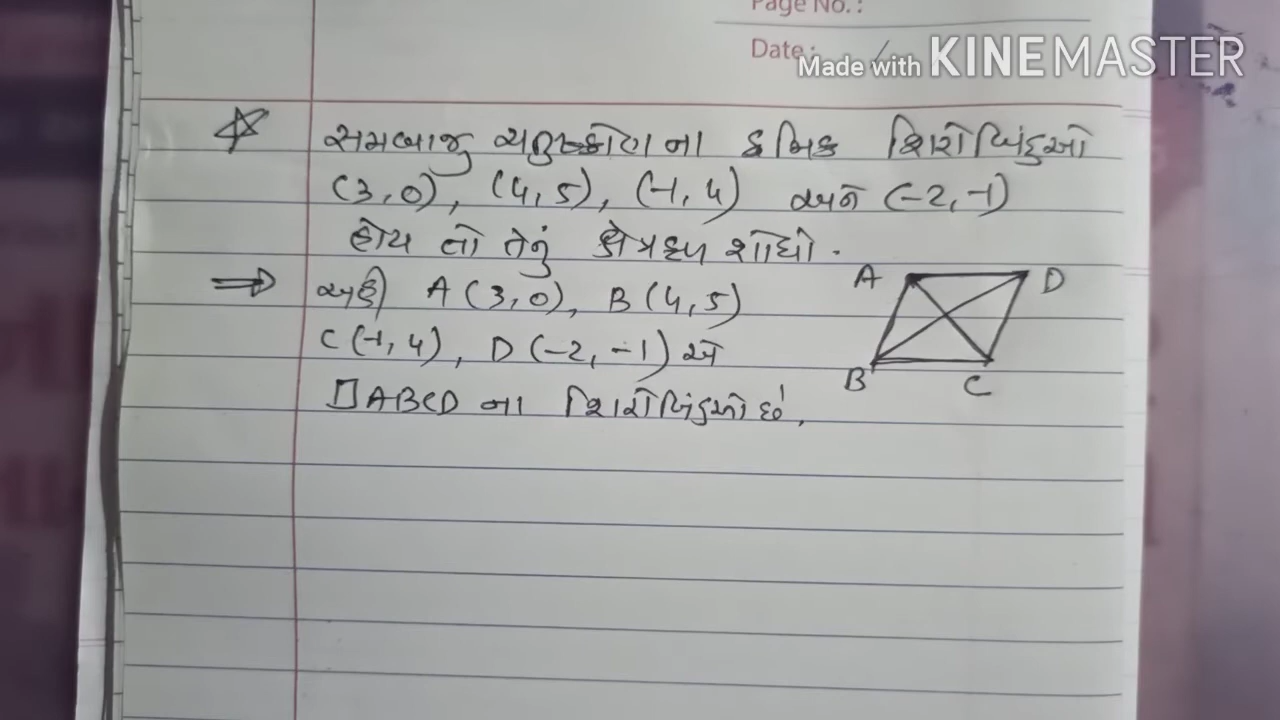 Page No.:
Date:
Made with KINEMASTER
સમબાજુ ચતુષ્કોણના ક્રમિક શિરોબિંદુઓ
(3,0), (4,5), (-1,4) અને (-2,-1)
હોય તો તેનું ક્ષેત્રફળ શોધો.
⇒ અહીં A(3,0), B(4,5)
C(-1,4), D(-2,-1) એ
□ABCD ના શિરોબિંદુઓ છે,
A D
B C